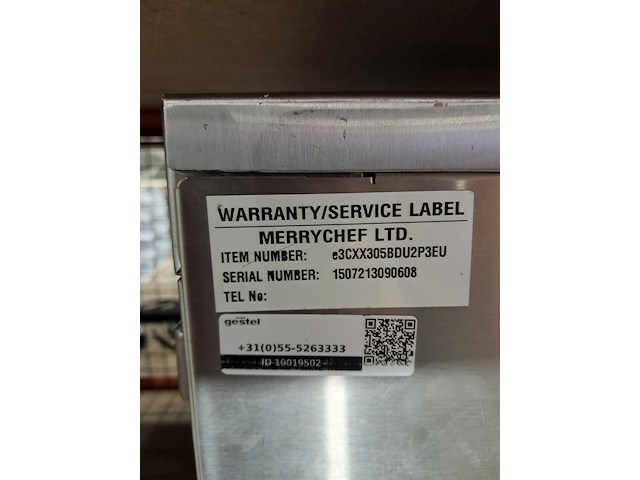 WARRANTY/SERVICE LABEL
MERRYCHEF LTD.
ITEM NUMBER: e3CXX305BDU2P3EU
SERIAL NUMBER: 1507213090608
TEL No:
gestel
+31(0)55-5263333
ID 10019502